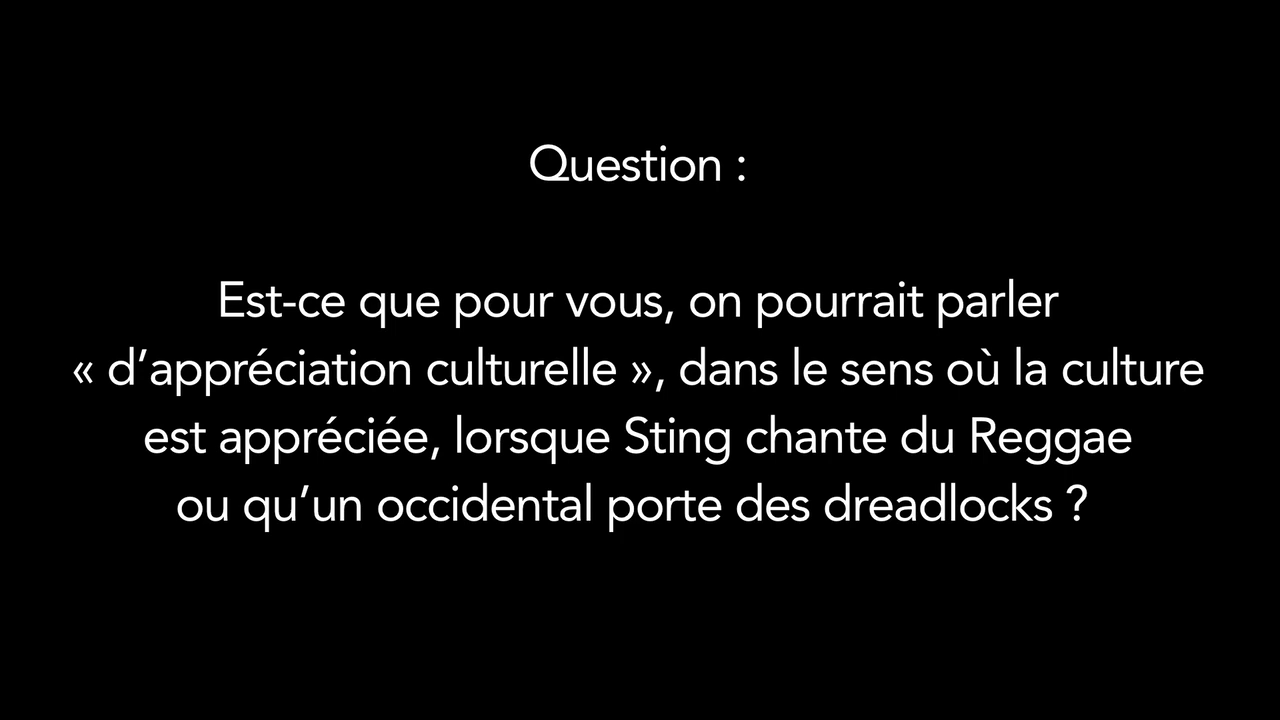 Question :
Est-ce que pour vous, on pourrait parler
« d’appréciation culturelle », dans le sens où la culture
est appréciée, lorsque Sting chante du Reggae
ou qu’un occidental porte des dreadlocks ?